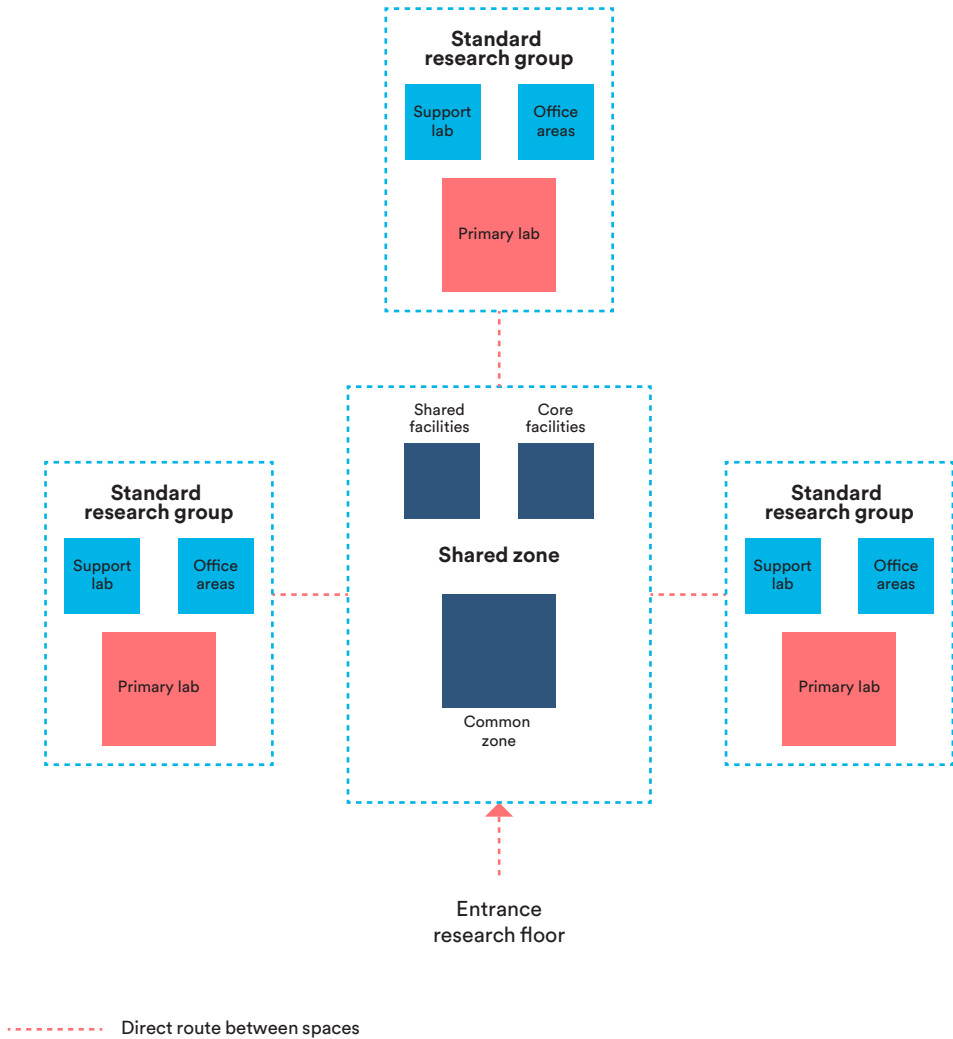 Standard
research group
Support
lab
Office
areas
Primary lab
Shared
facilities
Core
facilities
Standard
research group
Support
lab
Office
areas
Primary lab
Shared zone
Common
zone
Standard
research group
Support
lab
Office
areas
Primary lab
Entrance
research floor
Direct route between spaces